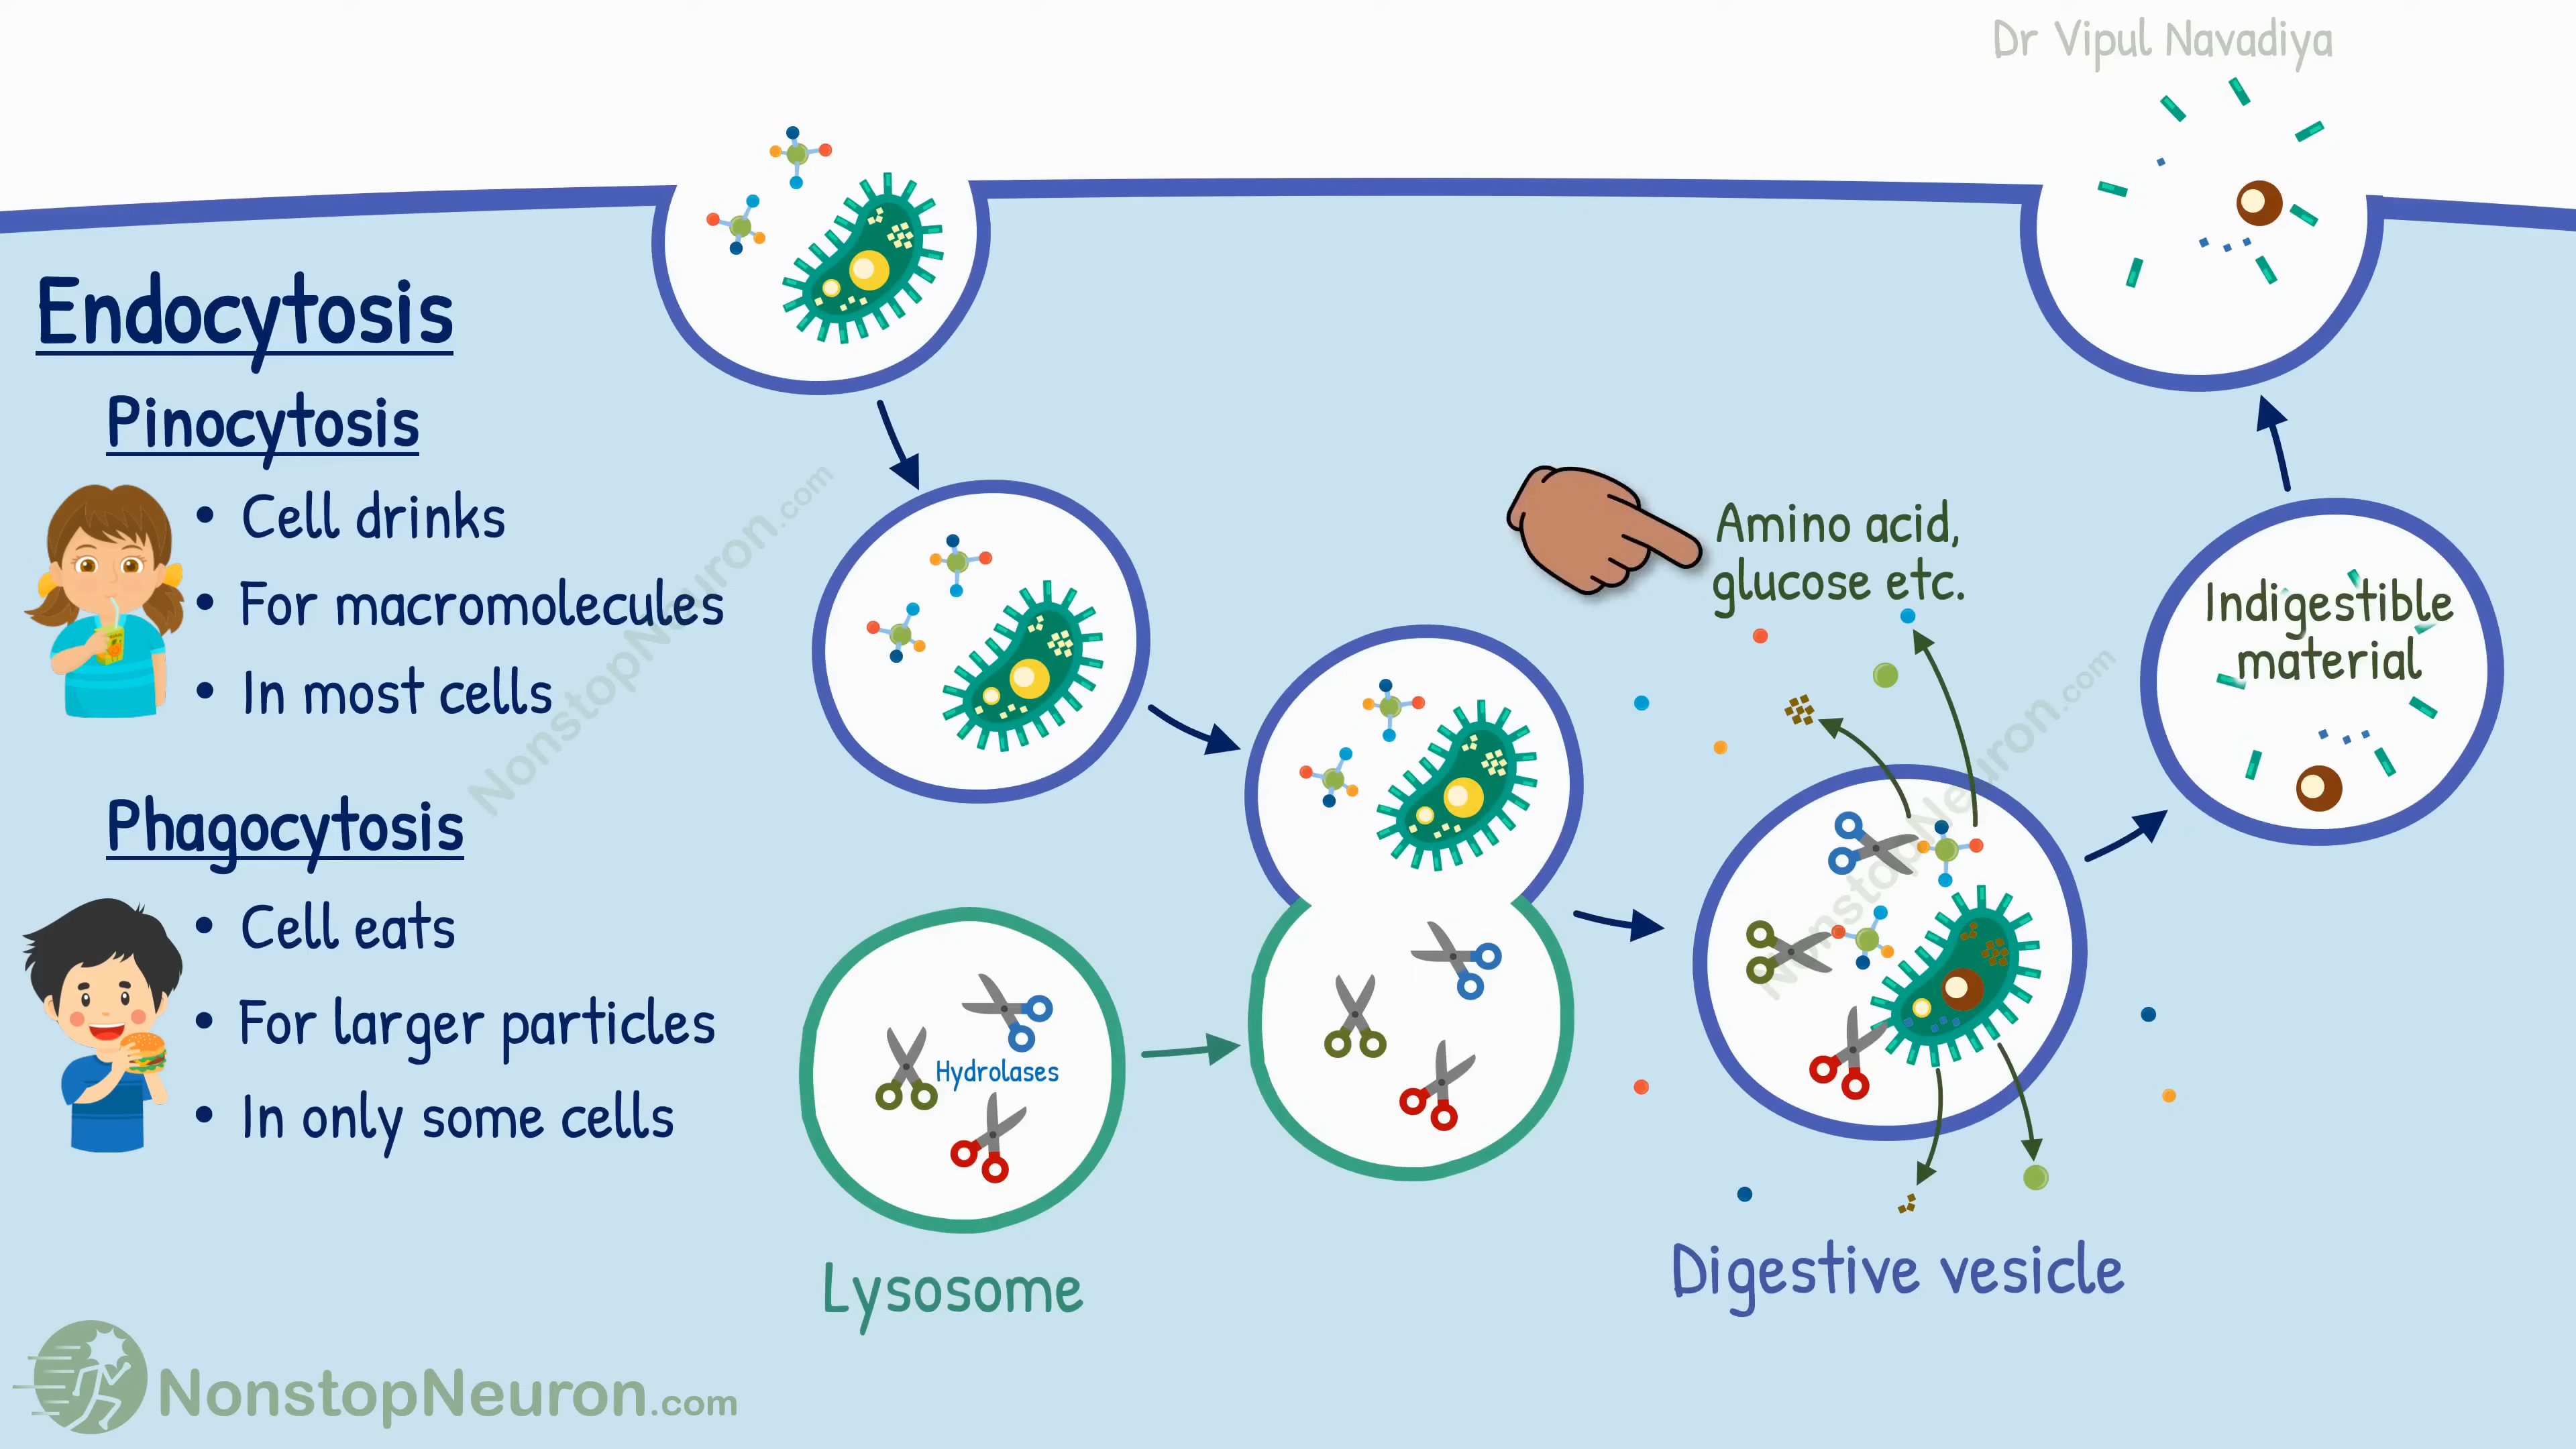 Dr Vipul Navadiya
Endocytosis
Pinocytosis
• Cell drinks
• For macromolecules
• In most cells
Phagocytosis
• Cell eats
• For larger particles
• In only some cells
NonstopNeuron.com
Hydrolases
Lysosome
Amino acid,
glucose etc.
NonstopNeuron.com
Digestive vesicle
Indigestible
material
NonstopNeuron.com